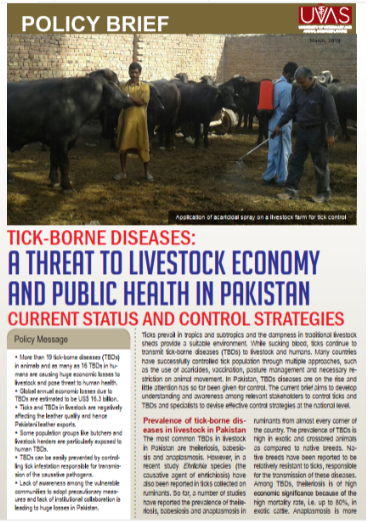 POLICY BRIEF
UVAS
March, 2019
Application of acaricidal spray on a livestock farm for tick control
TICK-BORNE DISEASES:
A THREAT TO LIVESTOCK ECONOMY
AND PUBLIC HEALTH IN PAKISTAN
CURRENT STATUS AND CONTROL STRATEGIES
Policy Message
• More than 19 tick-borne diseases (TBDs)
in animals and as many as 16 TBDs in hu-
mans are causing huge economic losses to
livestock and pose threat to human health.
• Global annual economic losses due to
TBDs are estimated to be US$ 16.3 billion.
• Ticks and TBDs in livestock are negatively
affecting the leather quality and hence
Pakistani leather exports.
• Some population groups like butchers and
livestock herders are particularly exposed to
human TBDs.
• TBDs can be easily prevented by control-
ling tick infestation responsible for transmis-
sion of the causative pathogens.
• Lack of awareness among the vulnerable
communities to adopt precautionary meas-
ures and lack of institutional collaboration is
leading to huge losses in Pakistan.
Ticks prevail in tropics and subtropics and the dampness in traditional livestock
sheds provide a suitable environment. While sucking blood, ticks continue to
transmit tick-borne diseases (TBDs) to livestock and humans. Many countries
have successfully controlled tick population through multiple approaches, such
as the use of acaricides, vaccination, pasture management and necessary re-
striction on animal movement. In Pakistan, TBDs diseases are on the rise and
little attention has so far been given for control. The current brief aims to develop
understanding and awareness among relevant stakeholders to control ticks and
TBDs and specialists to devise effective control strategies at the national level.
Prevalence of tick-borne dis-
eases in livestock in Pakistan
The most common TBDs in livestock
in Pakistan are theileriosis, babesio-
sis and anaplasmosis. However, in a
recent study Ehrlichia species (the
causative agent of ehrlichiosis) have
also been reported in ticks collected on
ruminants. So far, a number of studies
have reported the prevalence of theile-
riosis, babesiosis and anaplasmosis in
ruminants from almost every corner of
the country. The prevalence of TBDs is
high in exotic and crossbred animals
as compared to native breeds. Na-
tive breeds have been reported to be
relatively resistant to ticks, responsible
for the transmission of these diseases.
Among TBDs, theileriosis is of high
economic significance because of the
high mortality rate, i.e. up to 80%, in
exotic cattle. Anaplasmosis is more